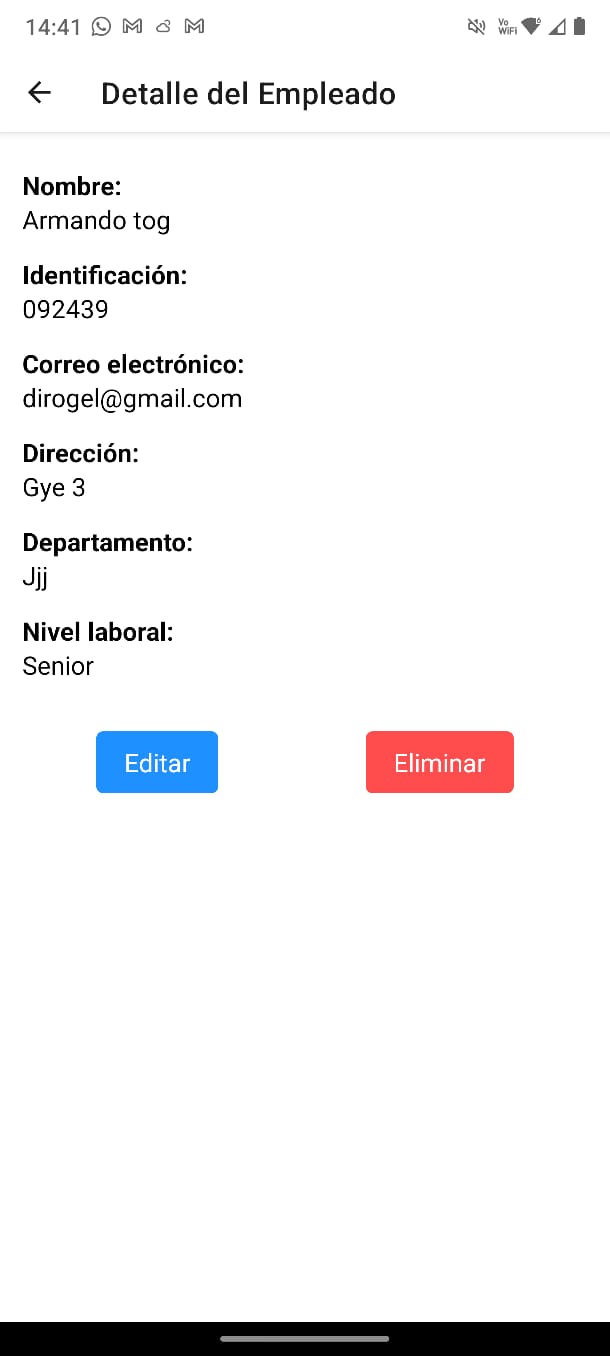 14:41
Vo
WiFi
6
Detalle del Empleado
Nombre:
Armando tog
Identificación:
092439
Correo electrónico:
dirogel@gmail.com
Dirección:
Gye 3
Departamento:
Jjj
Nivel laboral:
Senior
Editar
Eliminar